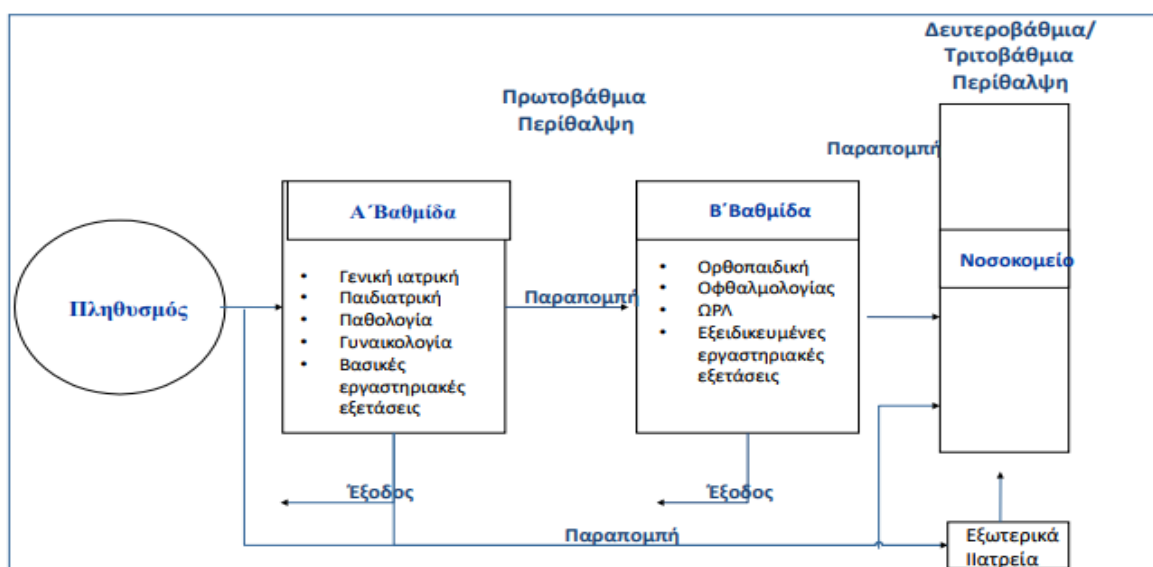 Δευτεροβάθμια/
Τριτοβάθμια
Περίθαλψη
Πρωτοβάθμια
Περίθαλψη
Παραπομπή
Α΄Βαθμίδα
Β΄Βαθμίδα
Νοσοκομείο
Πληθυσμός
• Γενική ιατρική
• Παιδιατρική
• Παθολογία
• Γυναικολογία
• Βασικές
εργαστηριακές
εξετάσεις
Παραπομπή
• Ορθοπαιδική
• Οφθαλμολογίας
• ΩΡΛ
• Εξειδικευμένες
εργαστηριακές
εξετάσεις
Έξοδος
Έξοδος
Παραπομπή
Εξωτερικά
ΙΙατρεία